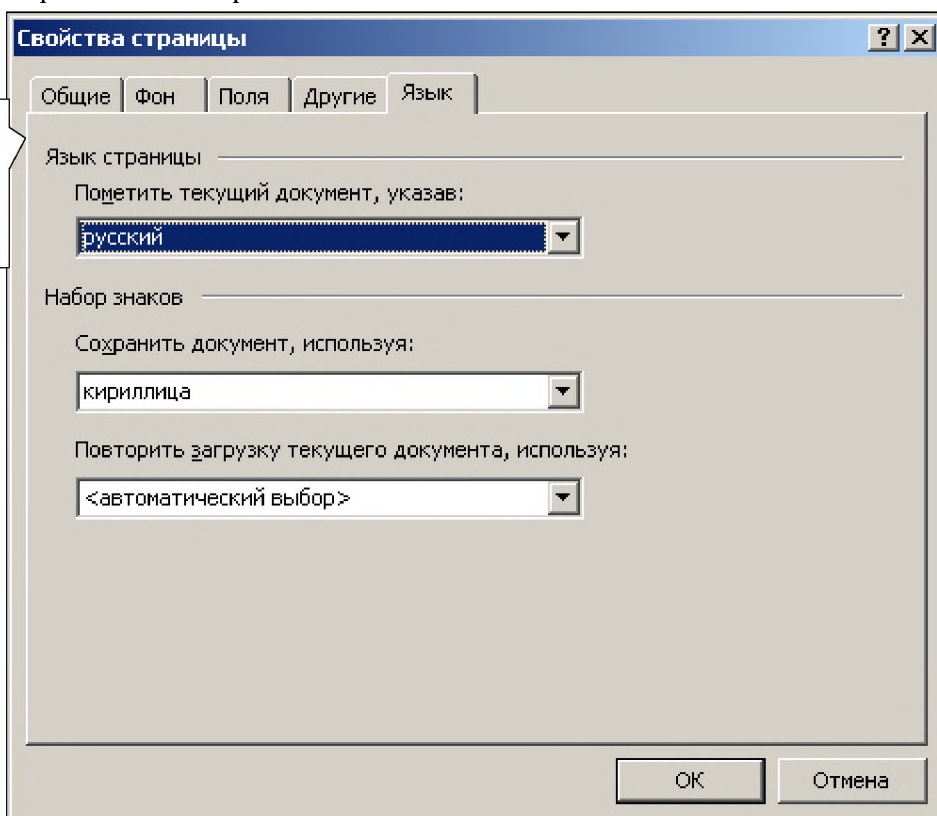 Свойства страницы
Общие Фон Поля Другие Язык
Язык страницы
Пометить текущий документ, указав:
русский
Набор знаков
Сохранить документ, используя:
кириллица
Повторить загрузку текущего документа, используя:
<автоматический выбор>
ОК Отмена